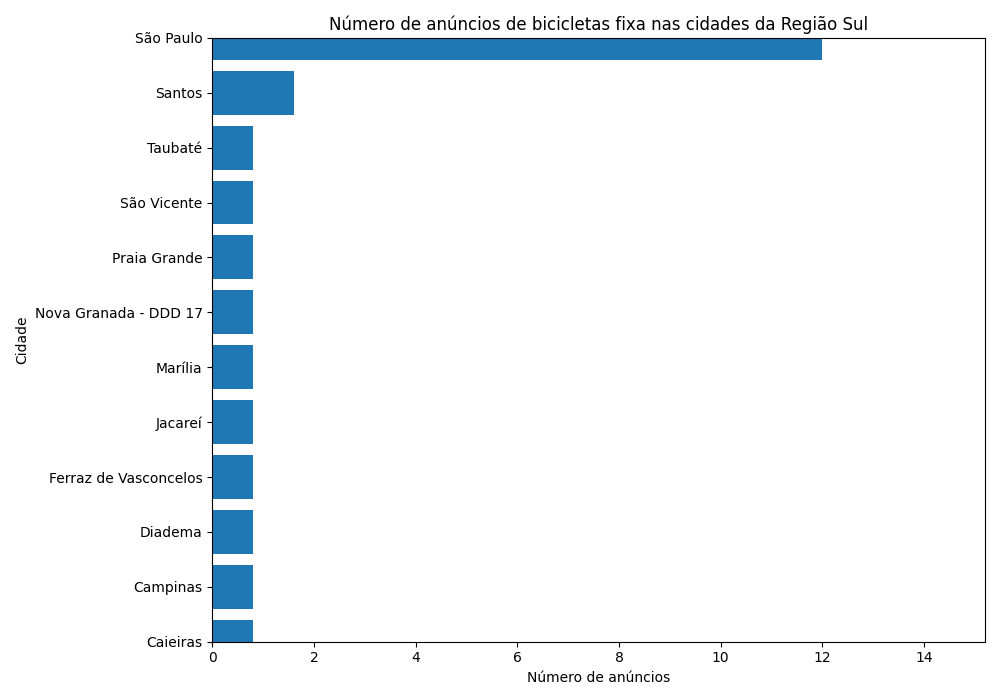 Número de anúncios de bicicletas fixa nas cidades da Região Sul
São Paulo
Santos
Taubaté
São Vicente
Praia Grande
Nova Granada - DDD 17
Marília
Jacareí
Ferraz de Vasconcelos
Diadema
Campinas
Caieiras
Cidade
0 2 4 6 8 10 12 14
Número de anúncios